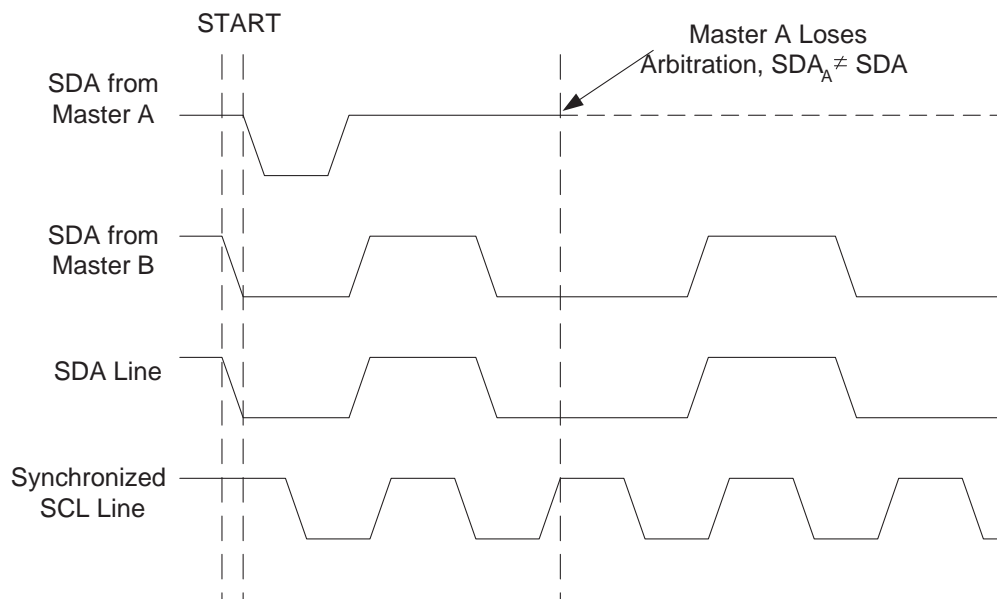 START
Master A Loses
Arbitration, SDA_A ≠ SDA
SDA from
Master A
SDA from
Master B
SDA Line
Synchronized
SCL Line